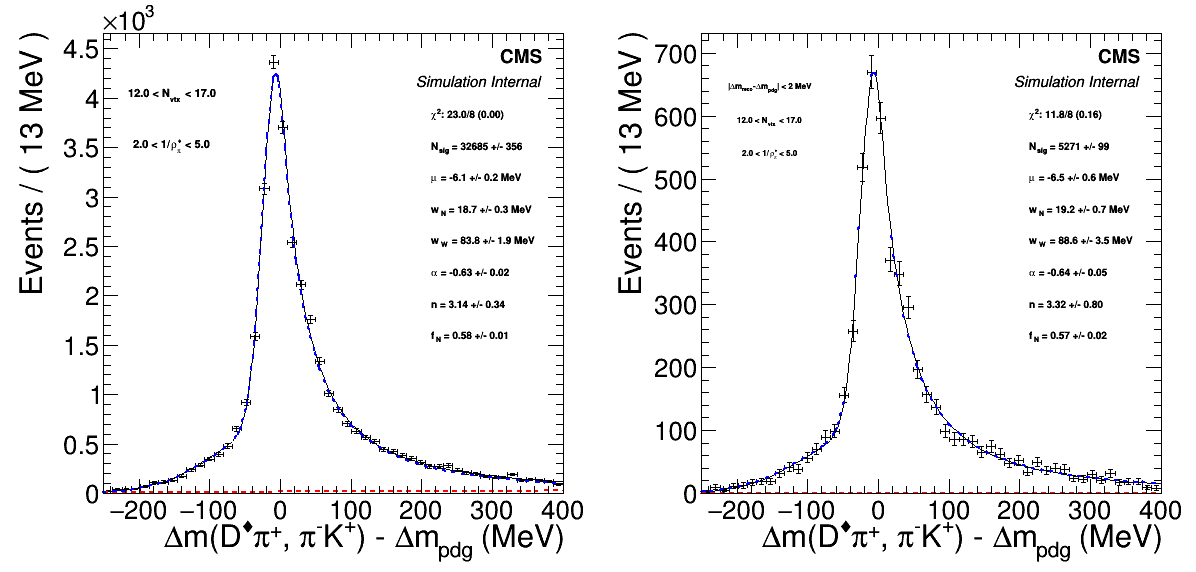 ×10³
Events / ( 13 MeV )
4.5
4
3.5
3
2.5
2
1.5
1
0.5
0
12.0 < N_vtx < 17.0
2.0 < 1/ρ_π^♦ < 5.0
CMS
Simulation Internal
χ²: 23.0/8 (0.00)
N_sig = 32685 +/- 356
μ = -6.1 +/- 0.2 MeV
w_N = 18.7 +/- 0.3 MeV
w_W = 83.8 +/- 1.9 MeV
α = -0.63 +/- 0.02
n = 3.14 +/- 0.34
f_N = 0.58 +/- 0.01
−200 −100 0 100 200 300 400
Δm(D^♦π⁺, π⁻K⁺) - Δm_pdg (MeV)
Events / ( 13 MeV )
700
600
500
400
300
200
100
0
|Δm_reco-Δm_pdg| < 2 MeV
12.0 < N_vtx < 17.0
2.0 < 1/ρ_π^♦ < 5.0
CMS
Simulation Internal
χ²: 11.8/8 (0.16)
N_sig = 5271 +/- 99
μ = -6.5 +/- 0.6 MeV
w_N = 19.2 +/- 0.7 MeV
w_W = 88.6 +/- 3.5 MeV
α = -0.64 +/- 0.05
n = 3.32 +/- 0.80
f_N = 0.57 +/- 0.02
−200 −100 0 100 200 300 400
Δm(D^♦π⁺, π⁻K⁺) - Δm_pdg (MeV)